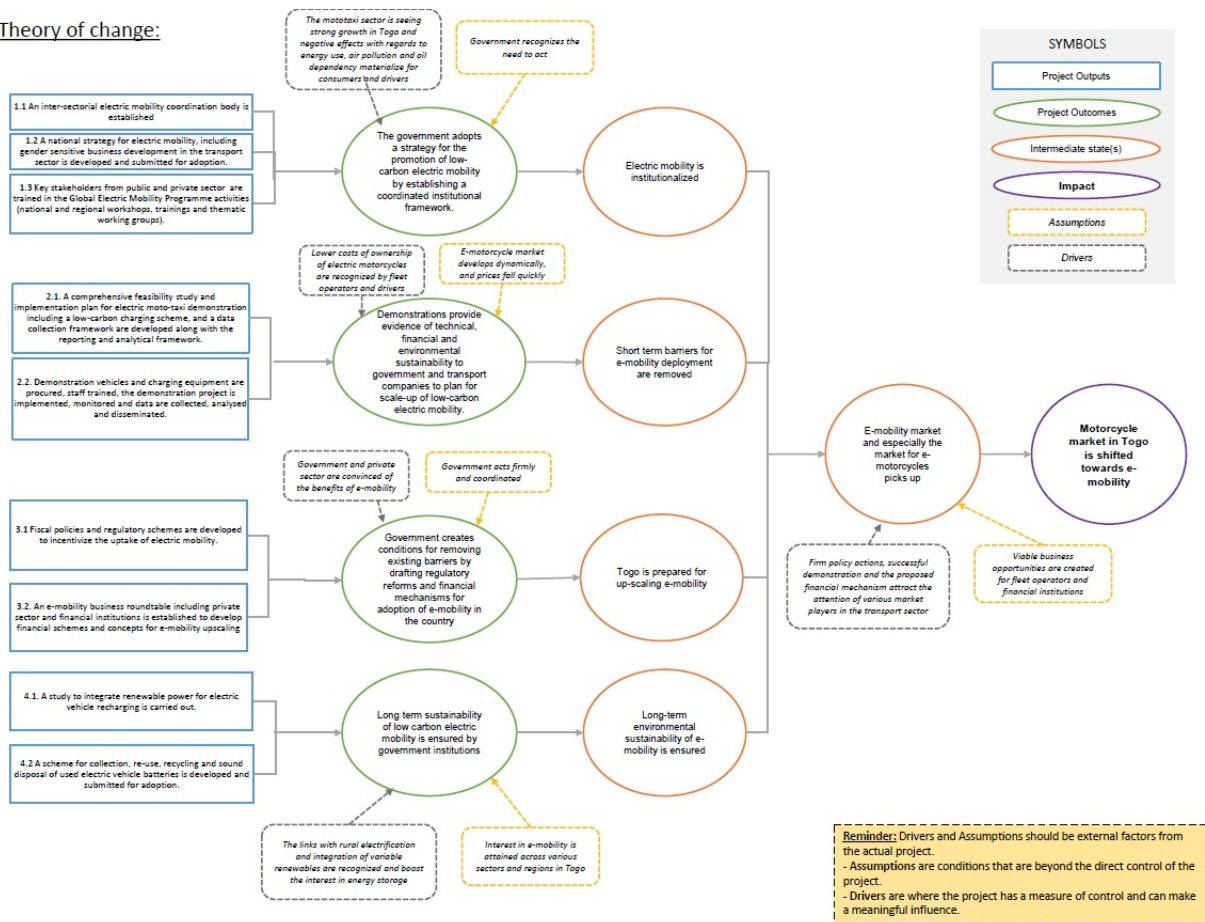 Theory of change:
The mototaxi sector is seeing
strong growth in Togo and
negative effects with regards to
energy use, air pollution and oil
dependency materialize for
consumers and drivers
Government recognizes the
need to act
SYMBOLS
Project Outputs
Project Outcomes
Intermediate state(s)
Impact
Assumptions
Drivers
1.1 An inter-sectorial electric mobility coordination body is
established
1.2 A national strategy for electric mobility, including
gender sensitive business development in the transport
sector is developed and submitted for adoption.
1.3 Key stakeholders from public and private sector are
trained in the Global Electric Mobility Programme activities
(national and regional workshops, trainings and thematic
working groups).
The government adopts
a strategy for the
promotion of low-
carbon electric mobility
by establishing a
coordinated institutional
framework.
Electric mobility is
institutionalized
Lower costs of ownership
of electric motorcycles
are recognized by fleet
operators and drivers
E-motorcycle market
develops dynamically,
and prices fall quickly
2.1. A comprehensive feasibility study and
implementation plan for electric moto-taxi demonstration
including a low-carbon charging scheme, and a data
collection framework are developed along with the
reporting and analytical framework.
2.2. Demonstration vehicles and charging equipment are
procured, staff trained, the demonstration project is
implemented, monitored and data are collected, analysed
and disseminated.
Demonstrations provide
evidence of technical,
financial and
environmental
sustainability to
government and transport
companies to plan for
scale-up of low-carbon
electric mobility.
Short term barriers for
e-mobility deployment
are removed
E-mobility market
and especially the
market for e-
motorcycles
picks up
Motorcycle
market in Togo
is shifted
towards e-
mobility
Government and private
sector are convinced of
the benefits of e-mobility
Government acts firmly
and coordinated
3.1 Fiscal policies and regulatory schemes are developed
to incentivize the uptake of electric mobility.
3.2. An e-mobility business roundtable including private
sector and financial institutions is established to develop
financial schemes and concepts for e-mobility upscaling
Government creates
conditions for removing
existing barriers by
drafting regulatory
reforms and financial
mechanisms for
adoption of e-mobility in
the country
Togo is prepared for
up-scaling e-mobility
Firm policy actions, successful
demonstration and the proposed
financial mechanism attract the
attention of various market
players in the transport sector
Viable business
opportunities are created
for fleet operators and
financial institutions
4.1. A study to integrate renewable power for electric
vehicle recharging is carried out.
4.2 A scheme for collection, re-use, recycling and sound
disposal of used electric vehicle batteries is developed and
submitted for adoption.
Long term sustainability
of low carbon electric
mobility is ensured by
government institutions
Long-term
environmental
sustainability of e-
mobility is ensured
The links with rural electrification
and integration of variable
renewables are recognized and boost
the interest in energy storage
Interest in e-mobility is
attained across various
sectors and regions in Togo
Reminder: Drivers and Assumptions should be external factors from
the actual project.
- Assumptions are conditions that are beyond the direct control of the
project.
- Drivers are where the project has a measure of control and can make
a meaningful influence.